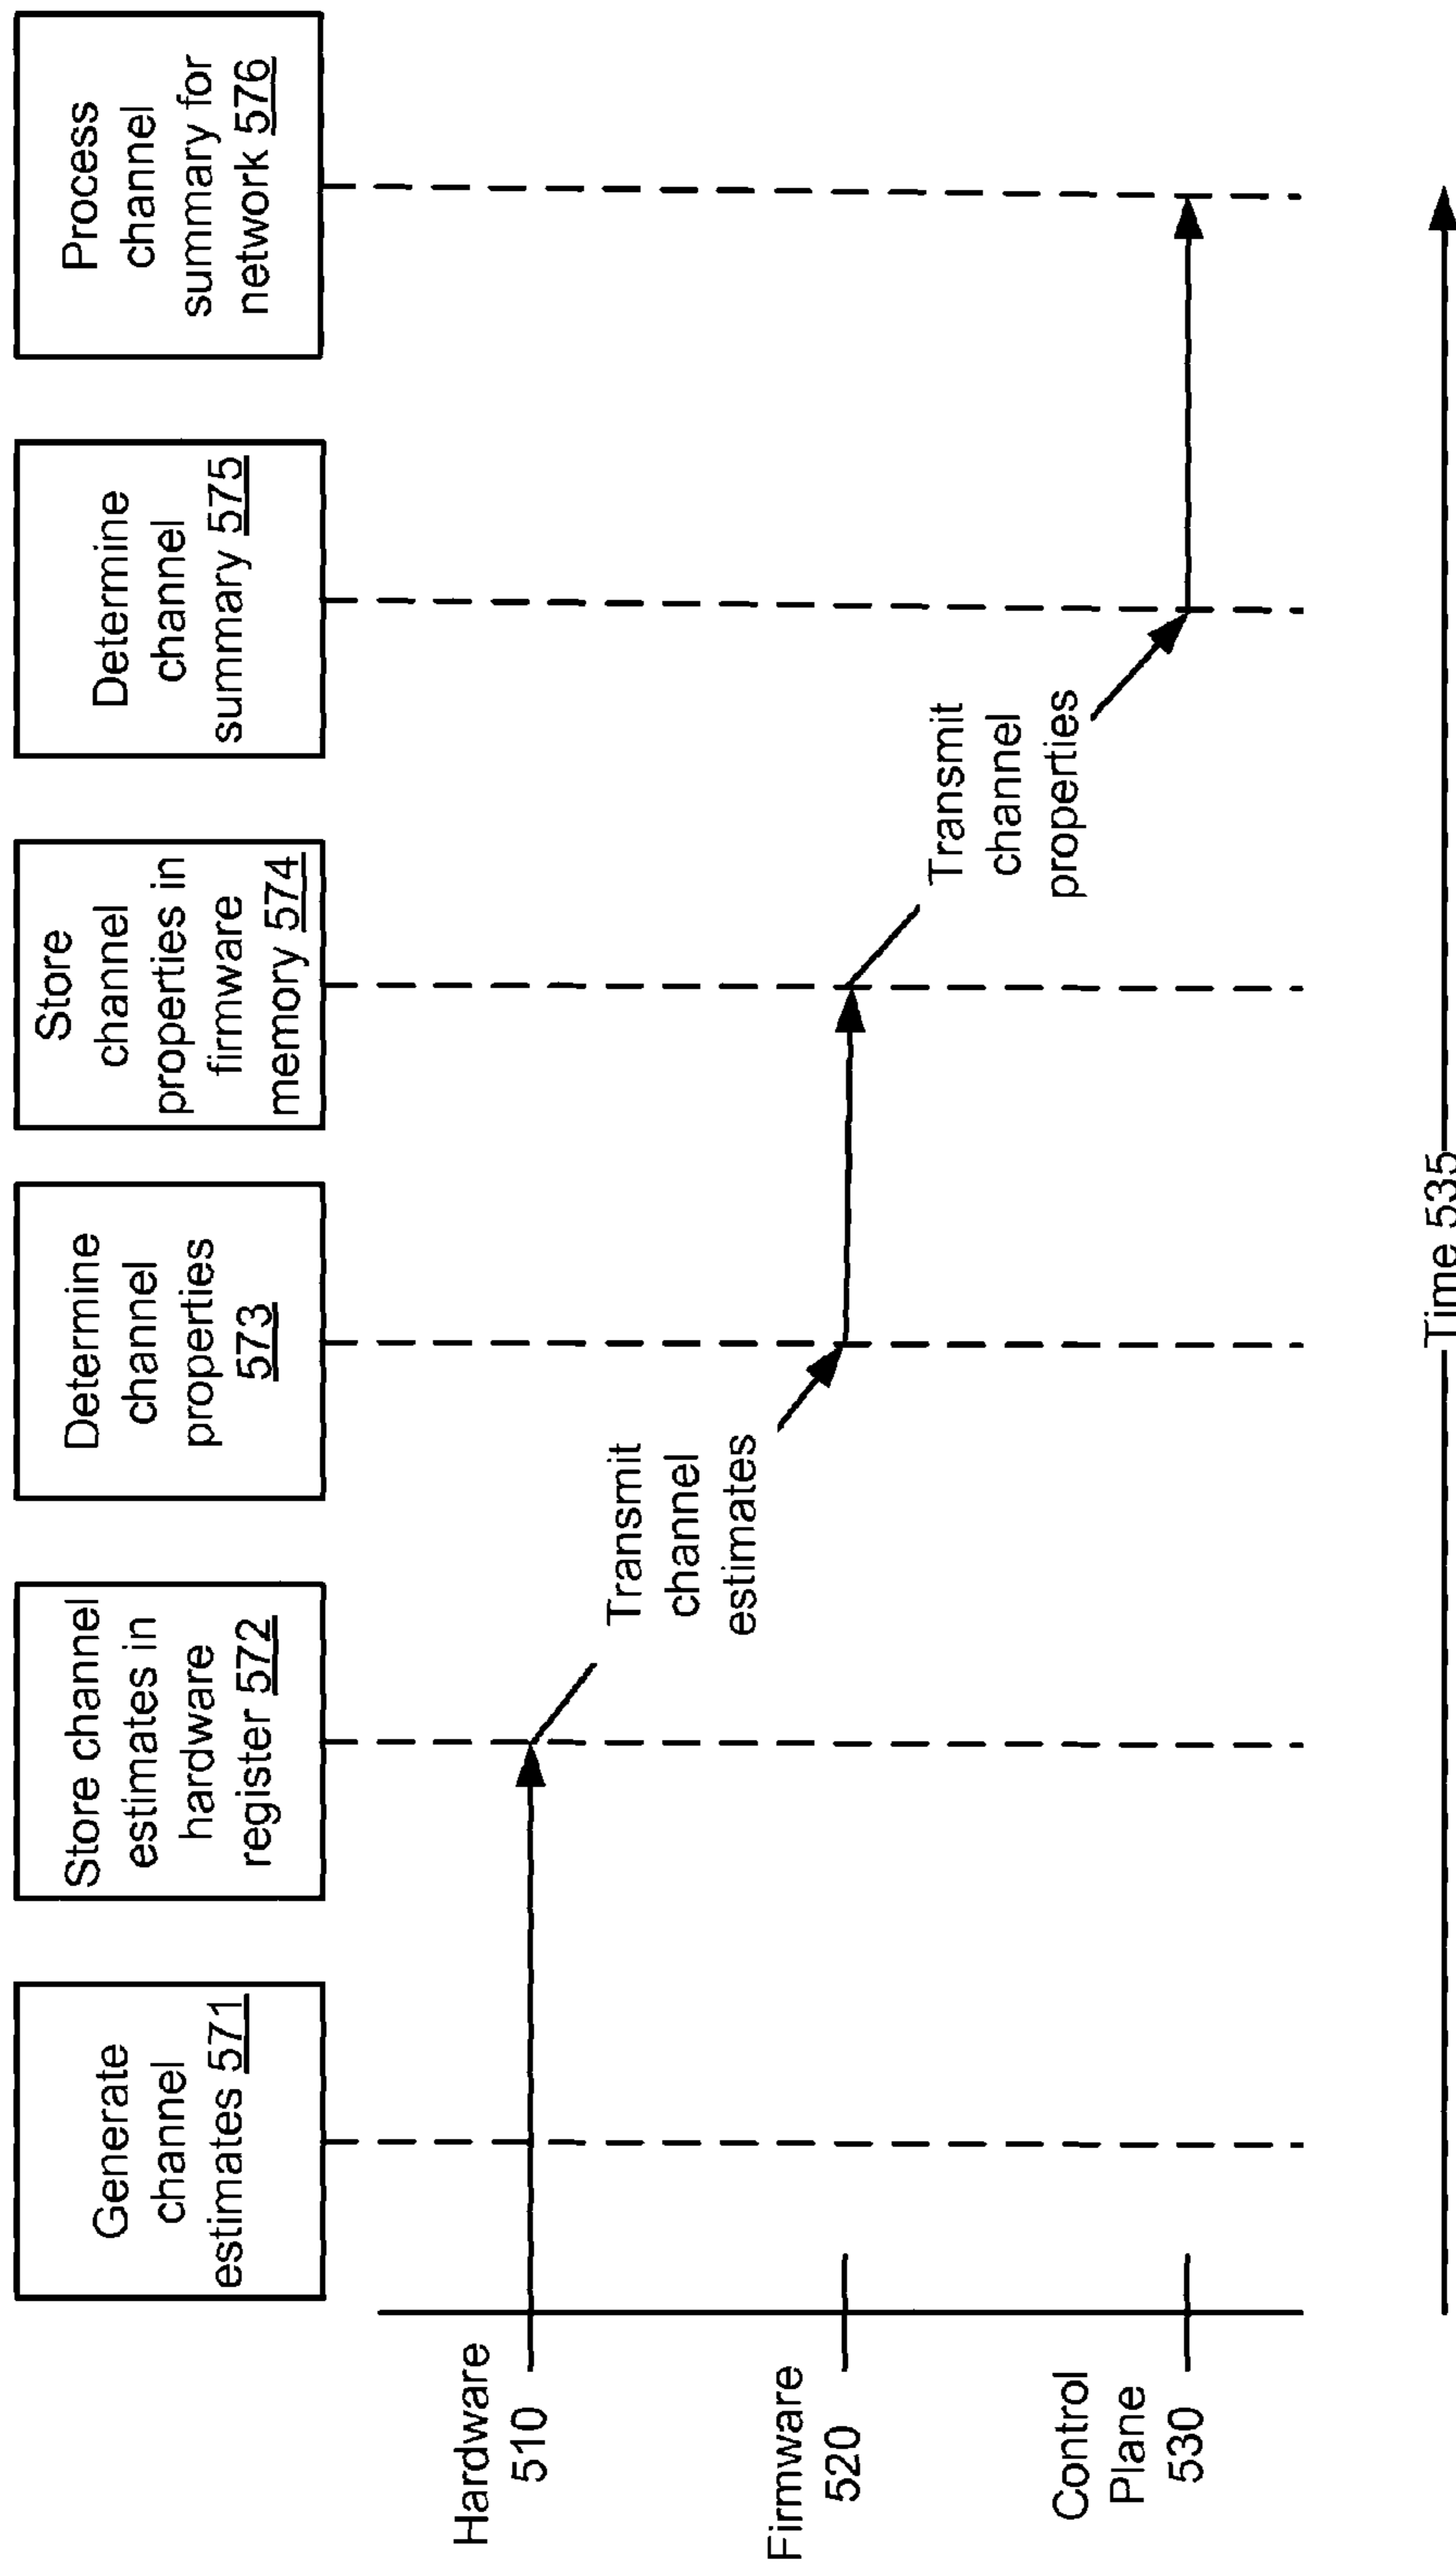 Generate
channel
estimates 571
Store channel
estimates in
hardware
register 572
Determine
channel
properties
573
Store
channel
properties in
firmware
memory 574
Determine
channel
summary 575
Process
channel
summary for
network 576
Hardware
510
Transmit
channel
estimates
Firmware
520
Transmit
channel
properties
Control
Plane
530
Time 535